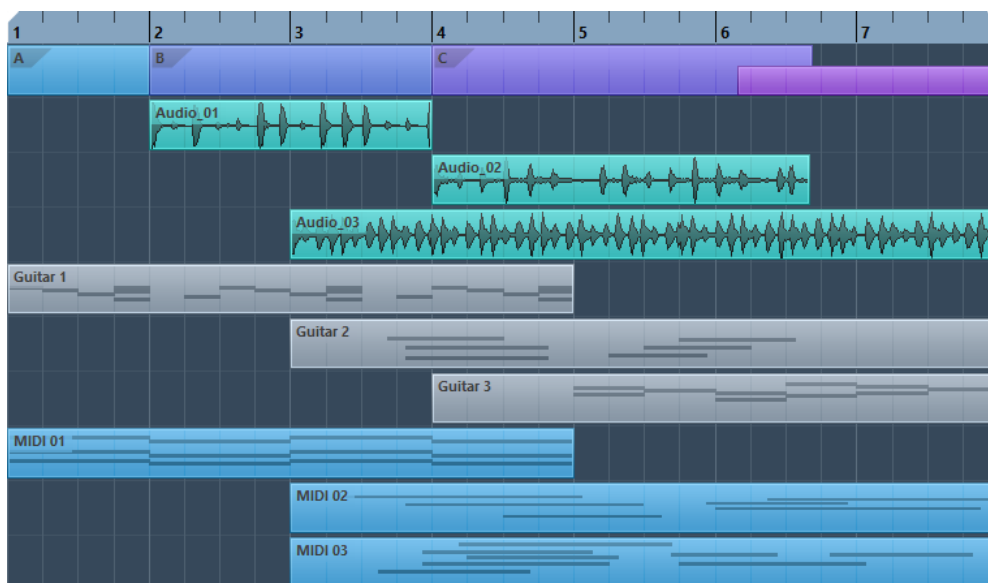 1 2 3 4 5 6 7
A B C
Audio_01
Audio_02
Audio_03
Guitar 1
Guitar 2
Guitar 3
MIDI 01
MIDI 02
MIDI 03